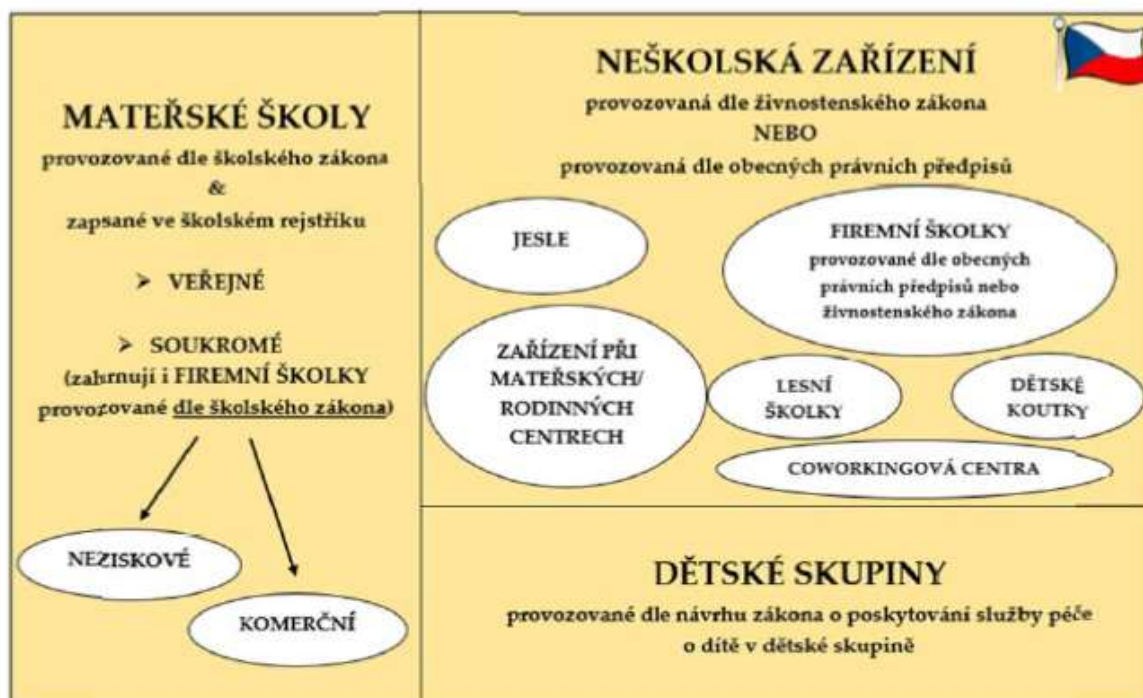 MATEŘSKÉ ŠKOLY
provozované dle školského zákona
&
zapsané ve školském rejstříku
➢ VEŘEJNÉ
➢ SOUKROMÉ
(zahrnují i FIREMNÍ ŠKOLKY
provozované dle školského zákona)
NEZISKOVÉ
KOMERČNÍ
NEŠKOLSKÁ ZAŘÍZENÍ
provozovaná dle živnostenského zákona
NEBO
provozovaná dle obecných právních předpisů
JESLE
FIREMNÍ ŠKOLKY
provozované dle obecných
právních předpisů nebo
živnostenského zákona
ZAŘÍZENÍ PŘI
MATEŘSKÝCH/
RODINNÝCH
CENTRECH
LESNÍ
ŠKOLKY
DĚTSKÉ
KOUTKY
COWORKINGOVÁ CENTRA
DĚTSKÉ SKUPINY
provozované dle návrhu zákona o poskytování služby péče
o dítě v dětské skupině